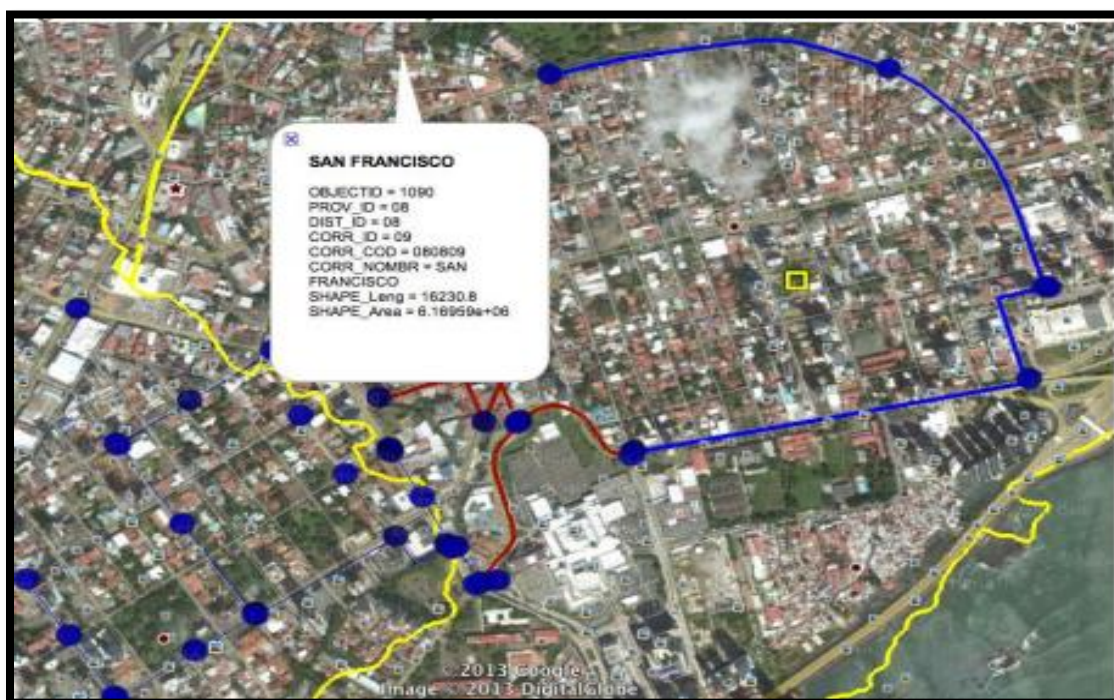 SAN FRANCISCO
OBJECTID = 1090
PROV_ID = 08
DIST_ID = 08
CORR_ID = 09
CORR_COD = 080809
CORR_NOMBR = SAN
FRANCISCO
SHAPE_Leng = 16230.8
SHAPE_Area = 6.16959e+06
© 2013 Google
Image © 2013 DigitalGlobe